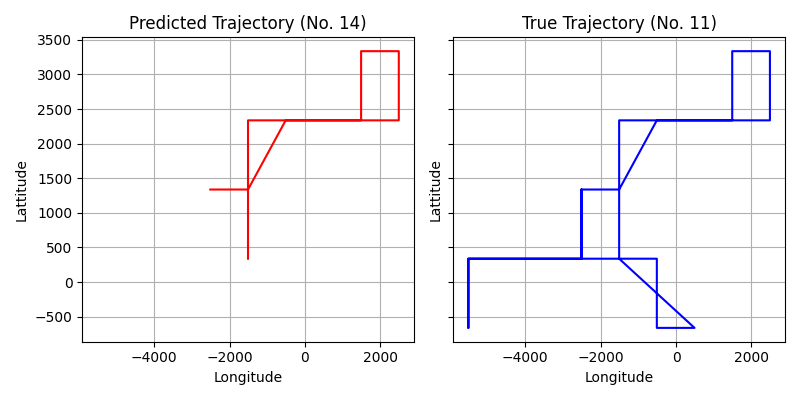 Predicted Trajectory (No. 14)
True Trajectory (No. 11)
3500
3000
2500
2000
1500
1000
500
0
−500
Lattitude
Lattitude
−4000 −2000 0 2000
−4000 −2000 0 2000
Longitude
Longitude